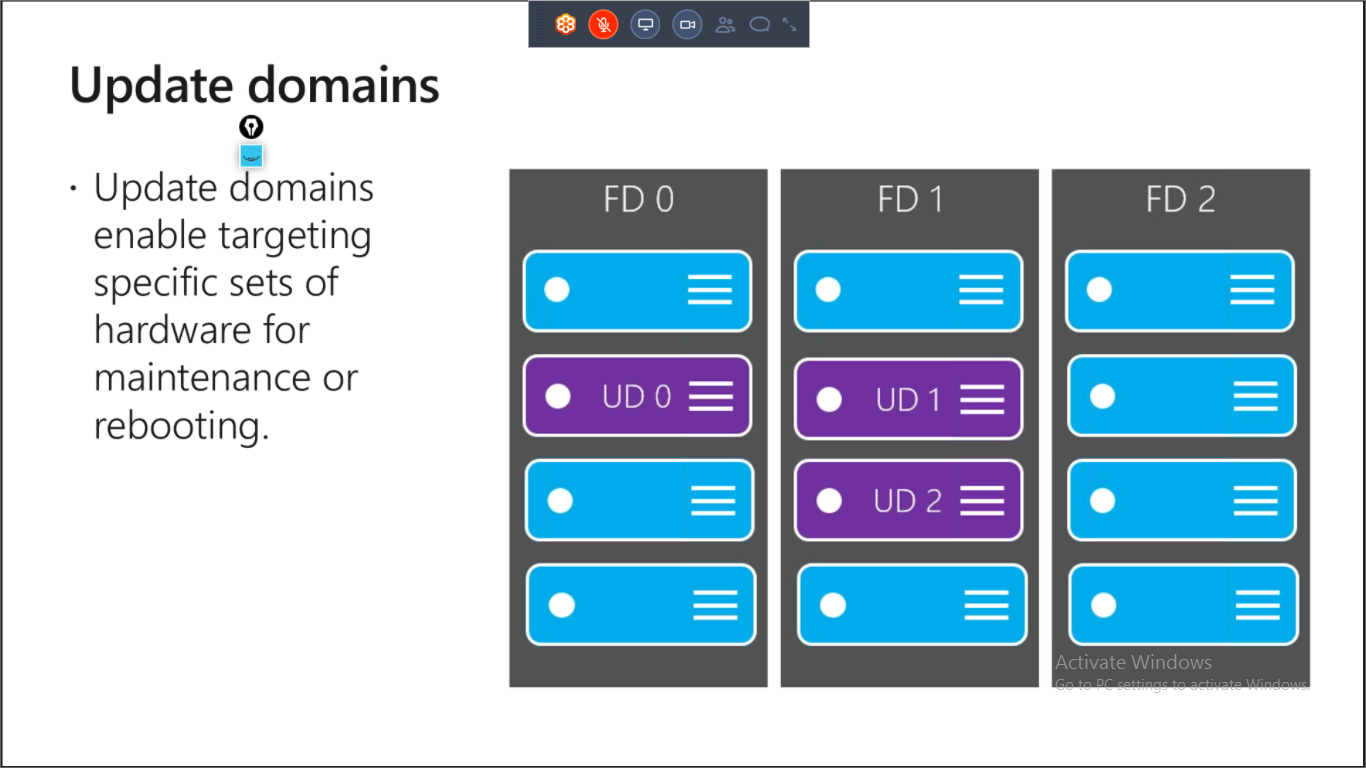 Update domains
· Update domains
enable targeting
specific sets of
hardware for
maintenance or
rebooting.
FD 0
FD 1
FD 2
UD 0
UD 1
UD 2
Activate Windows
Go to PC settings to activate Windows.